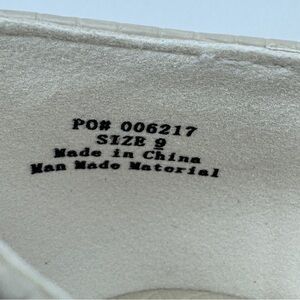 PO# 006217
SIZE 9
Made in China
Man Made Material